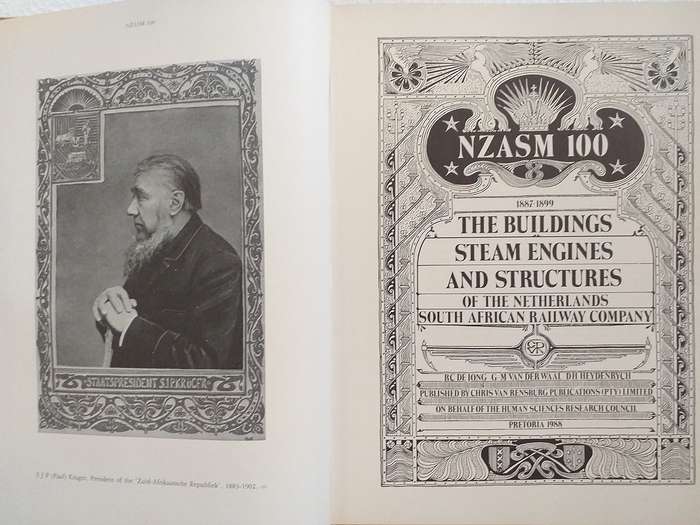 NZASM 100
STAATSPRESIDENT S.J.P. KRÜGER
S J P (Paul) Kruger, President of the 'Zuid-Afrikaansche Republiek', 1883-1902.
NZASM 100
1887-1899
THE BUILDINGS
STEAM ENGINES
AND STRUCTURES
OF THE NETHERLANDS
SOUTH AFRICAN RAILWAY COMPANY
R.C. DE JONG G·M·VAN DER WAAL D·H·HEYDENRYCH
PUBLISHED BY CHRIS VAN RENSBURG PUBLICATIONS (PTY) LIMITED
ON BEHALF OF THE HUMAN SCIENCES RESEARCH COUNCIL
PRETORIA 1988